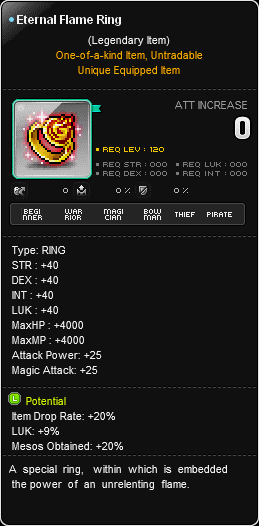 Eternal Flame Ring
(Legendary Item)
One-of-a-kind Item, Untradable
Unique Equipped Item
ATT INCREASE
0
REQ LEV : 120
REQ STR : 000 REQ LUK : 000
REQ DEX : 000 REQ INT : 000
0 0 % 0 %
BEGINNER WARRIOR MAGICIAN BOWMAN THIEF PIRATE
Type: RING
STR : +40
DEX : +40
INT : +40
LUK : +40
MaxHP : +4000
MaxMP : +4000
Attack Power: +25
Magic Attack: +25
L Potential
Item Drop Rate: +20%
LUK: +9%
Mesos Obtained: +20%
A special ring, within which is embedded
the power of an unrelenting flame.